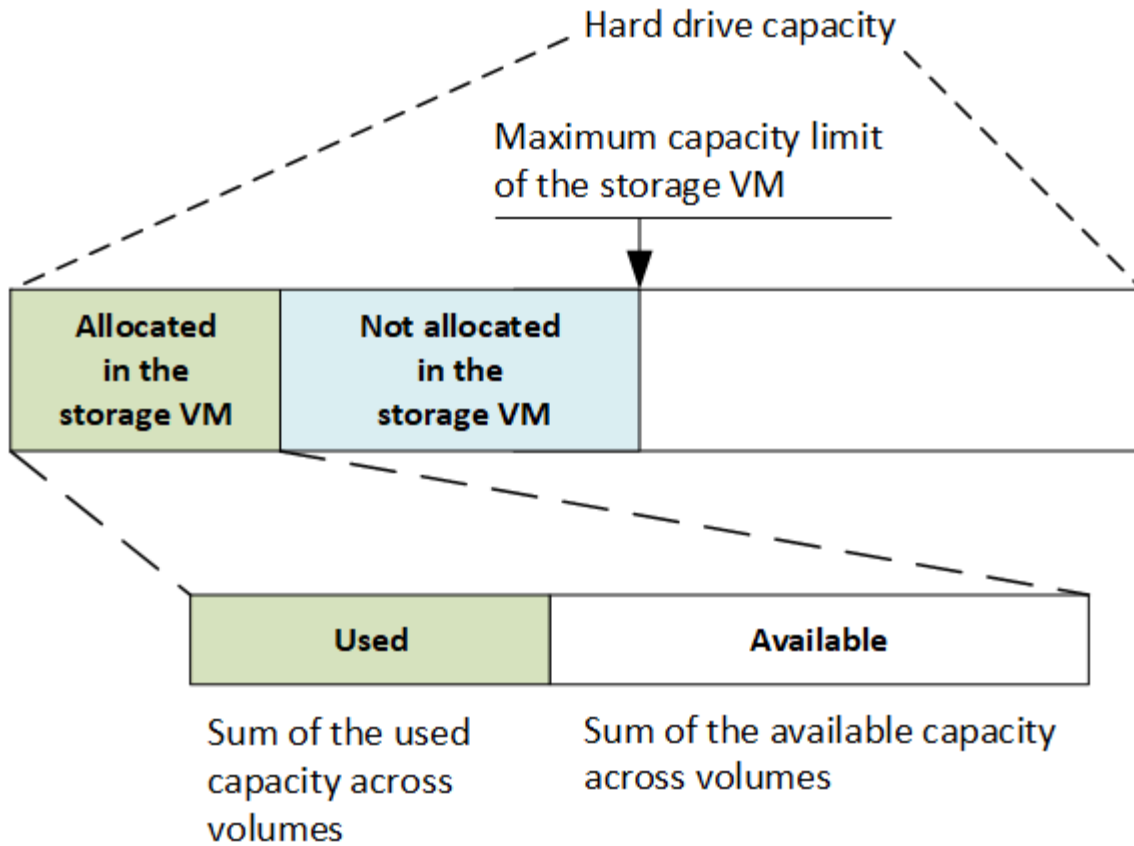 Hard drive capacity
Maximum capacity limit
of the storage VM
Allocated
in the
storage VM
Not allocated
in the
storage VM
Used
Available
Sum of the used
capacity across
volumes
Sum of the available capacity
across volumes